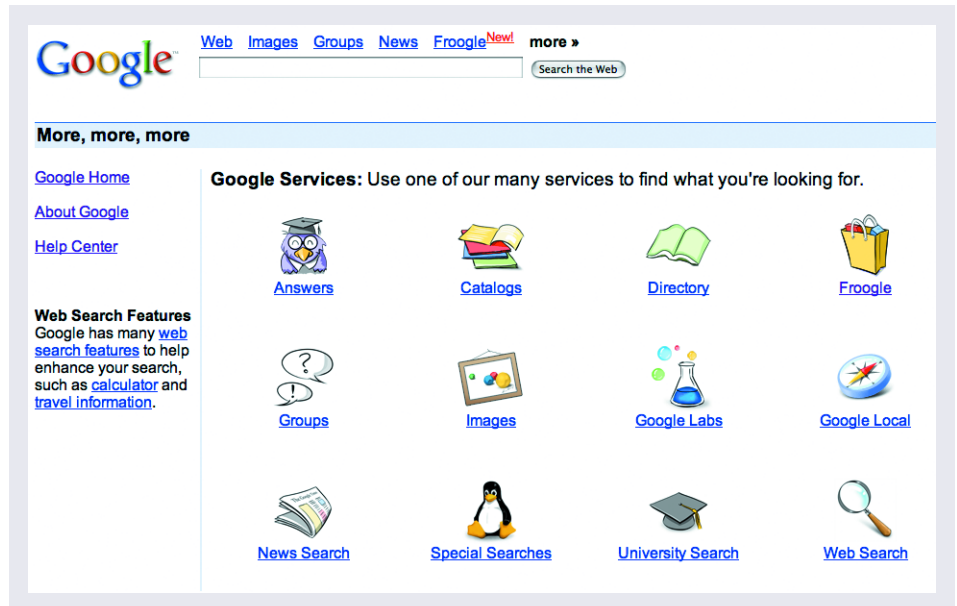 Google™
Web Images Groups News Froogle New! more »
Search the Web
More, more, more
Google Home
About Google
Help Center
Web Search Features
Google has many web
search features to help
enhance your search,
such as calculator and
travel information.
Google Services: Use one of our many services to find what you're looking for.
Answers Catalogs Directory Froogle
? !
Groups Images Google Labs Google Local
News Search Special Searches University Search Web Search